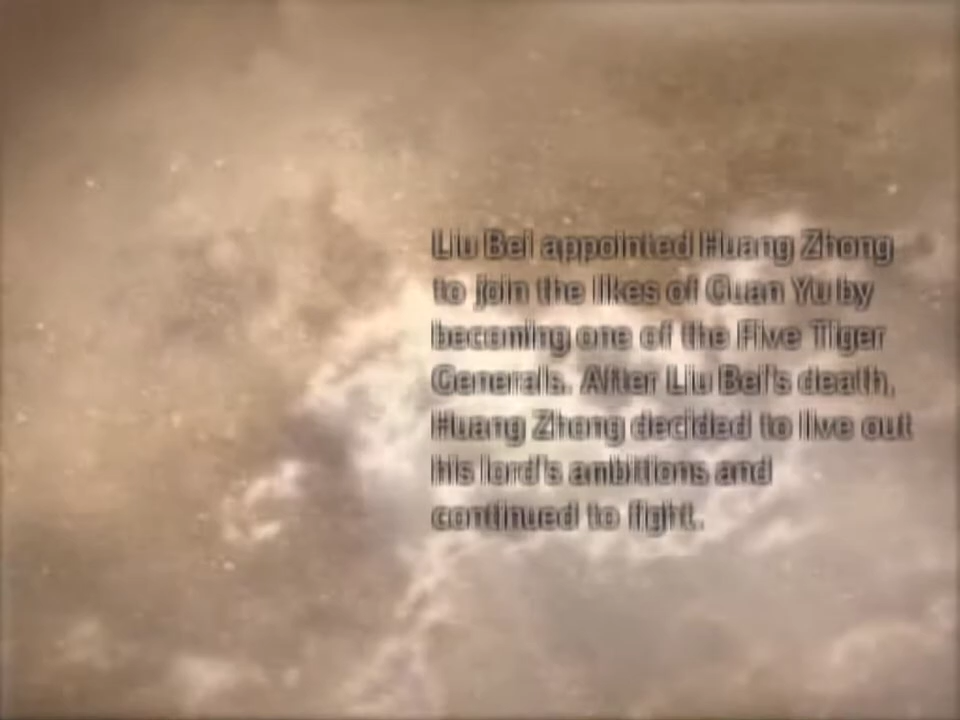 Liu Bei appointed Huang Zhong
to join the likes of Guan Yu by
becoming one of the Five Tiger
Generals. After Liu Bei's death,
Huang Zhong decided to live out
his lord's ambitions and
continued to fight.